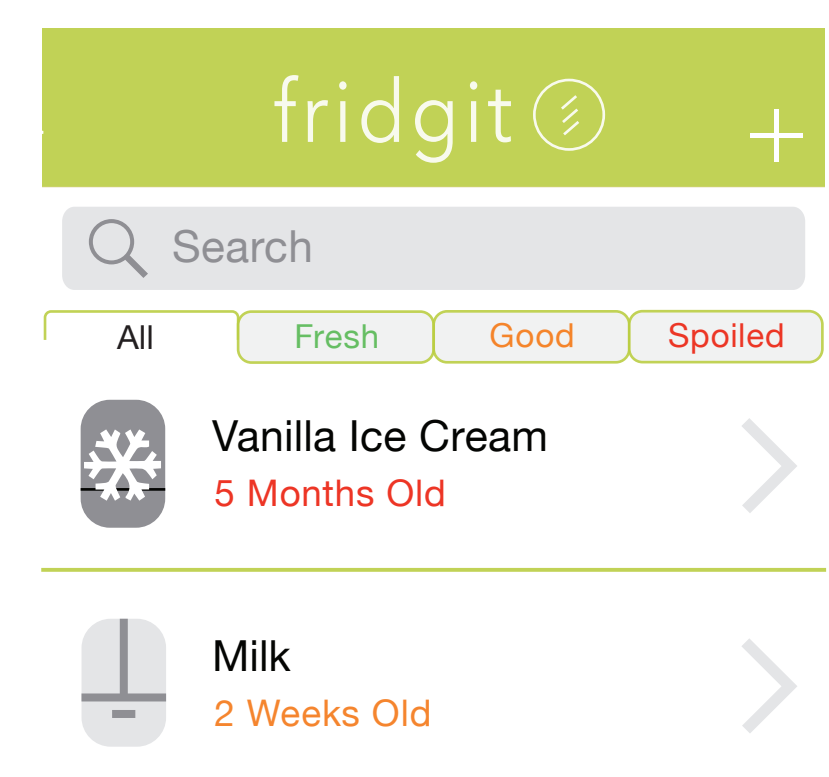 fridgit
Search
All Fresh Good Spoiled
Vanilla Ice Cream
5 Months Old
Milk
2 Weeks Old